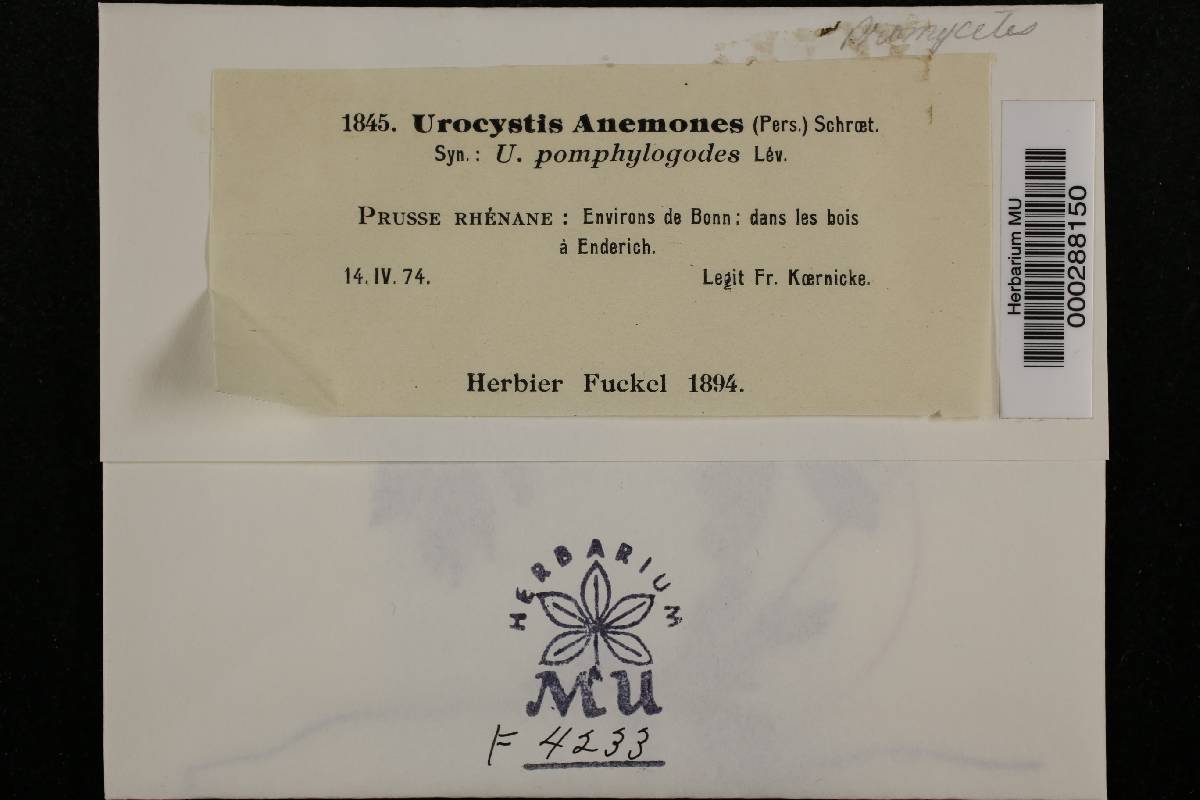 1845. Urocystis Anemones (Pers.) Schrœt.
Syn.: U. pomphylogodes Lév.
PRUSSE RHÉNANE : Environs de Bonn; dans les bois
à Enderich.
14. IV. 74.
Legit Fr. Kœrnicke.
Herbier Fuckel 1894.
Herbarium MU
000288150
HERBARIUM
MU
F 4233